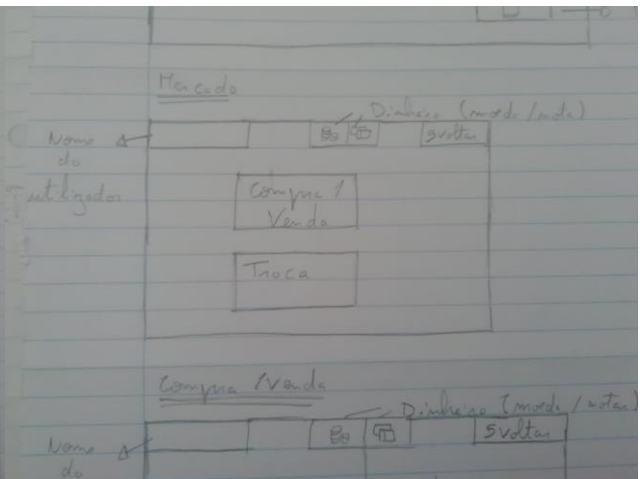 Mercado
Dinheiro (moeda/nota)
Nome
do
utilizador
voltar
Compra /
Venda
Troca
Compra /Venda
Dinheiro (moeda / notas)
Nome
do
voltar